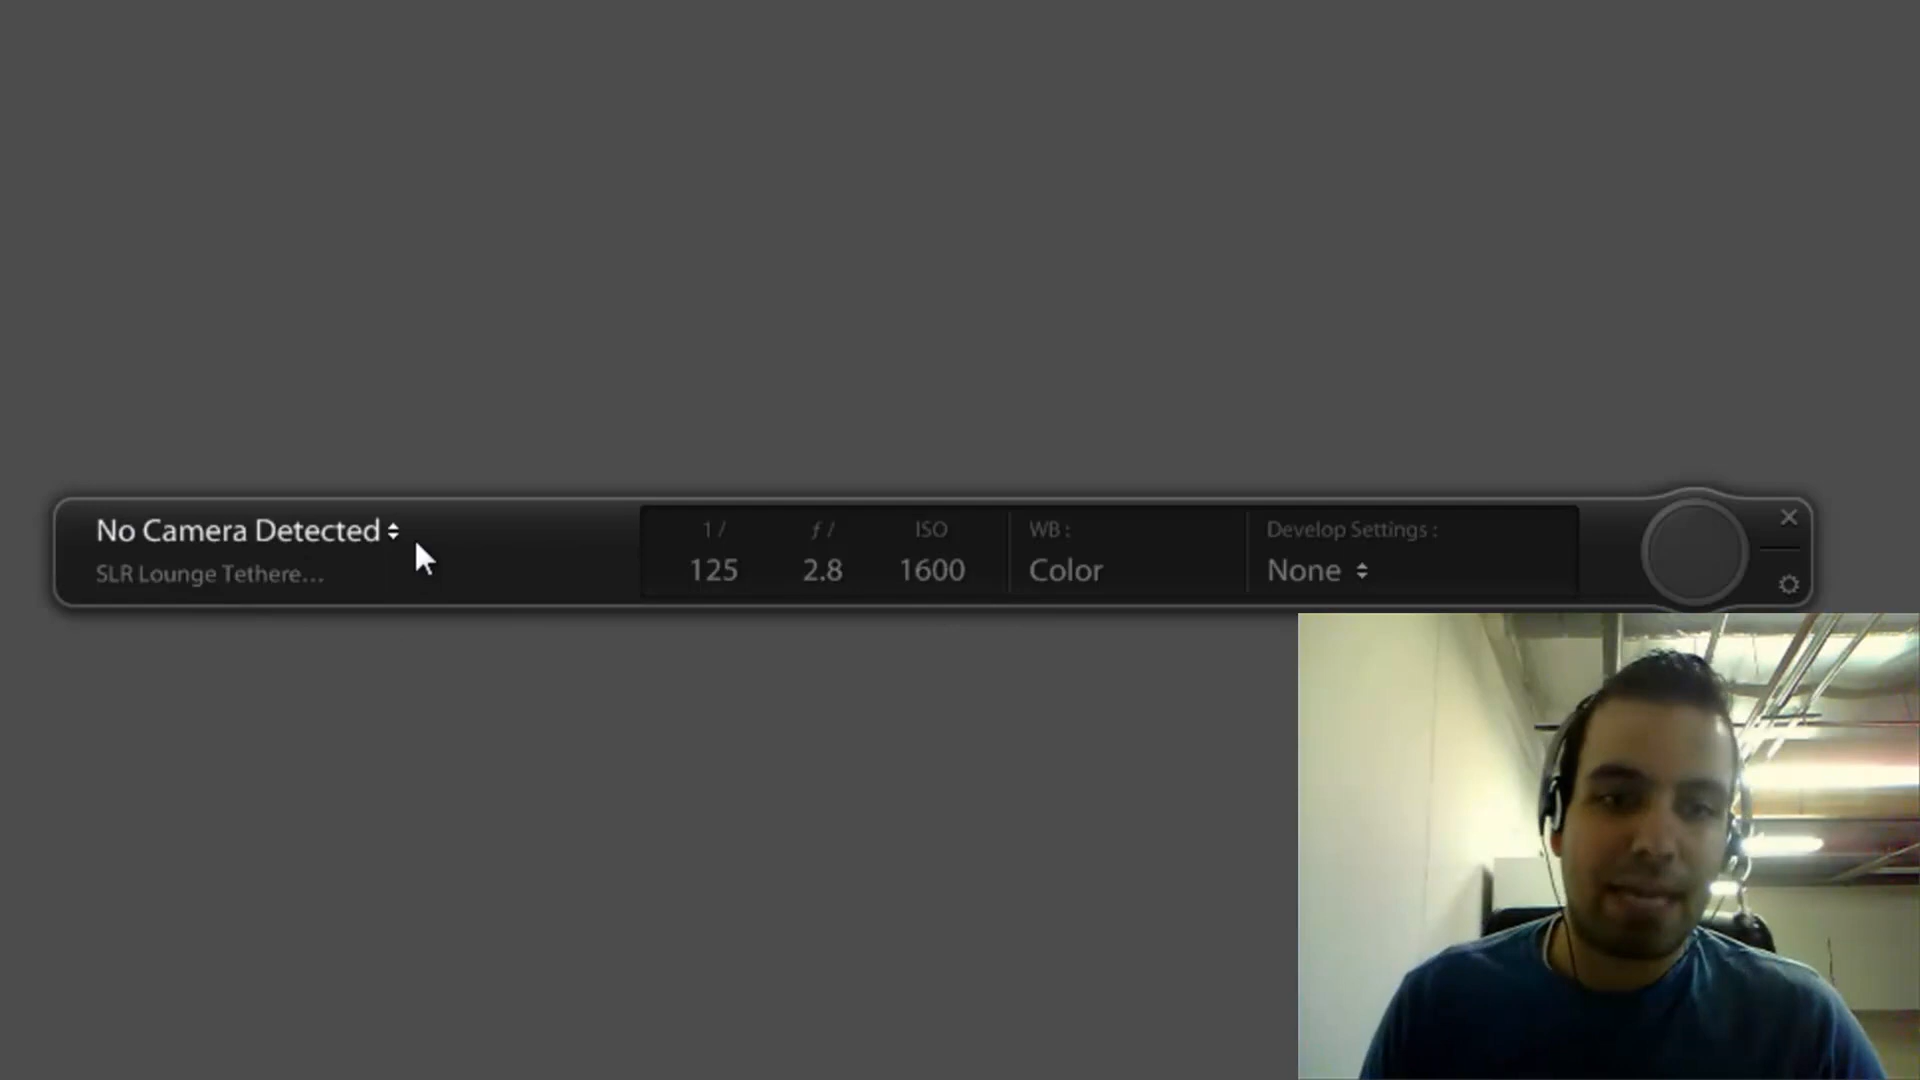 No Camera Detected
SLR Lounge Tethere...
1 / f / ISO WB : Develop Settings :
125 2.8 1600 Color None